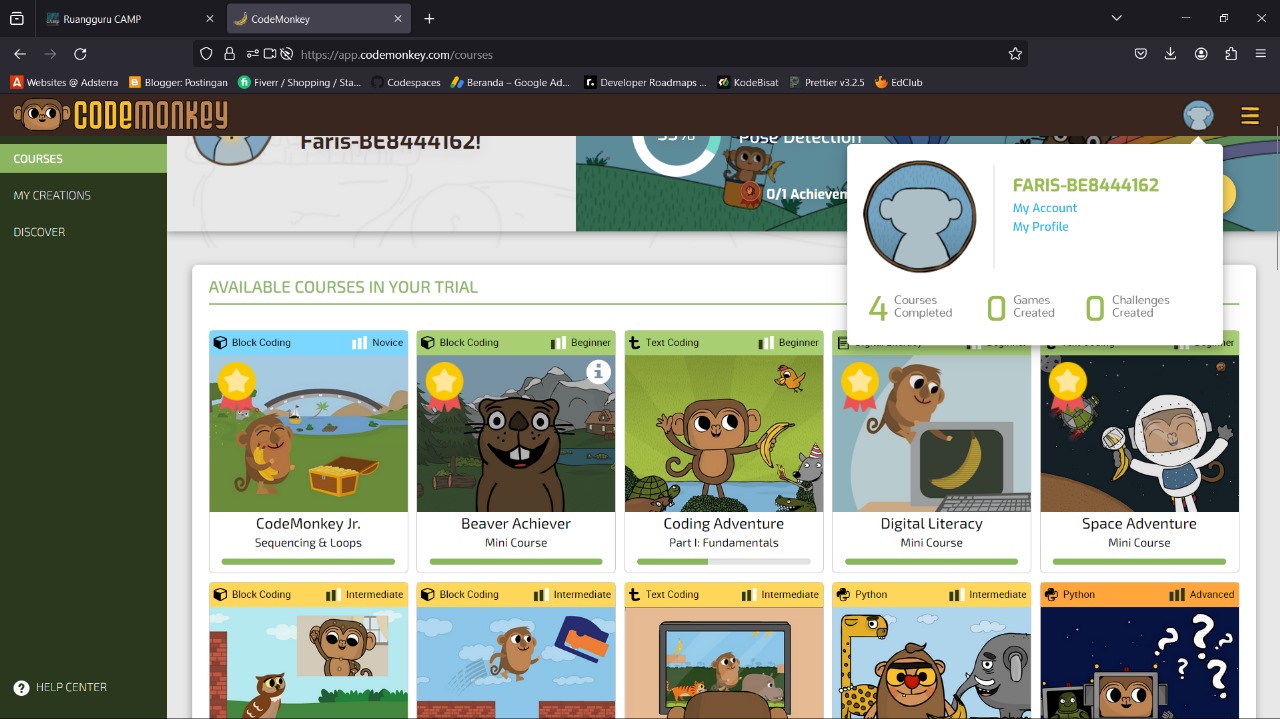 Ruangguru CAMP
CodeMonkey
https://app.codemonkey.com/courses
Websites @ Adsterra
Blogger: Postingan
Fiverr / Shopping / Sta...
Codespaces
Beranda – Google Ad...
Developer Roadmaps ...
KodeBisat
Prettier v3.2.5
EdClub
CODEMONKEY
COURSES
MY CREATIONS
DISCOVER
HELP CENTER
Faris-BE8444162!
Pose Detection
0/1 Achievem
FARIS-BE8444162
My Account
My Profile
4 Courses Completed
0 Games Created
0 Challenges Created
AVAILABLE COURSES IN YOUR TRIAL
Block Coding Novice
CodeMonkey Jr.
Sequencing & Loops
Block Coding Beginner
Beaver Achiever
Mini Course
Text Coding Beginner
Coding Adventure
Part I: Fundamentals
Digital Literacy
Mini Course
Space Adventure
Mini Course
Block Coding Intermediate
Block Coding Intermediate
Text Coding Intermediate
Python Intermediate
Python Advanced